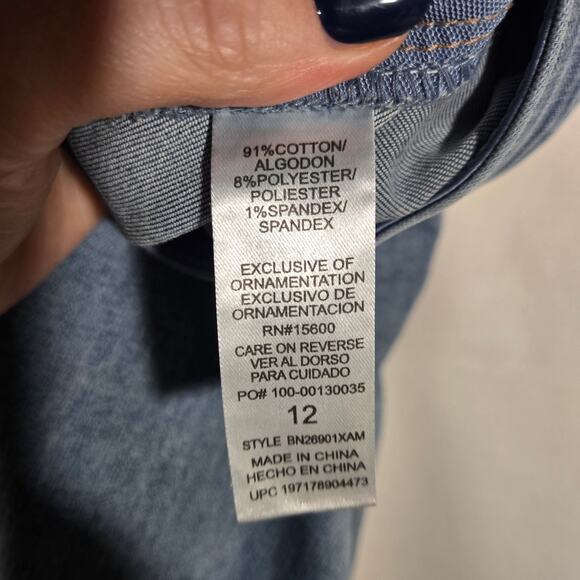 91%COTTON/
ALGODON
8%POLYESTER/
POLIESTER
1%SPANDEX/
SPANDEX
EXCLUSIVE OF
ORNAMENTATION
EXCLUSIVO DE
ORNAMENTACION
RN#15600
CARE ON REVERSE
VER AL DORSO
PARA CUIDADO
PO# 100-00130035
12
STYLE BN26901XAM
MADE IN CHINA
HECHO EN CHINA
UPC 197178904473